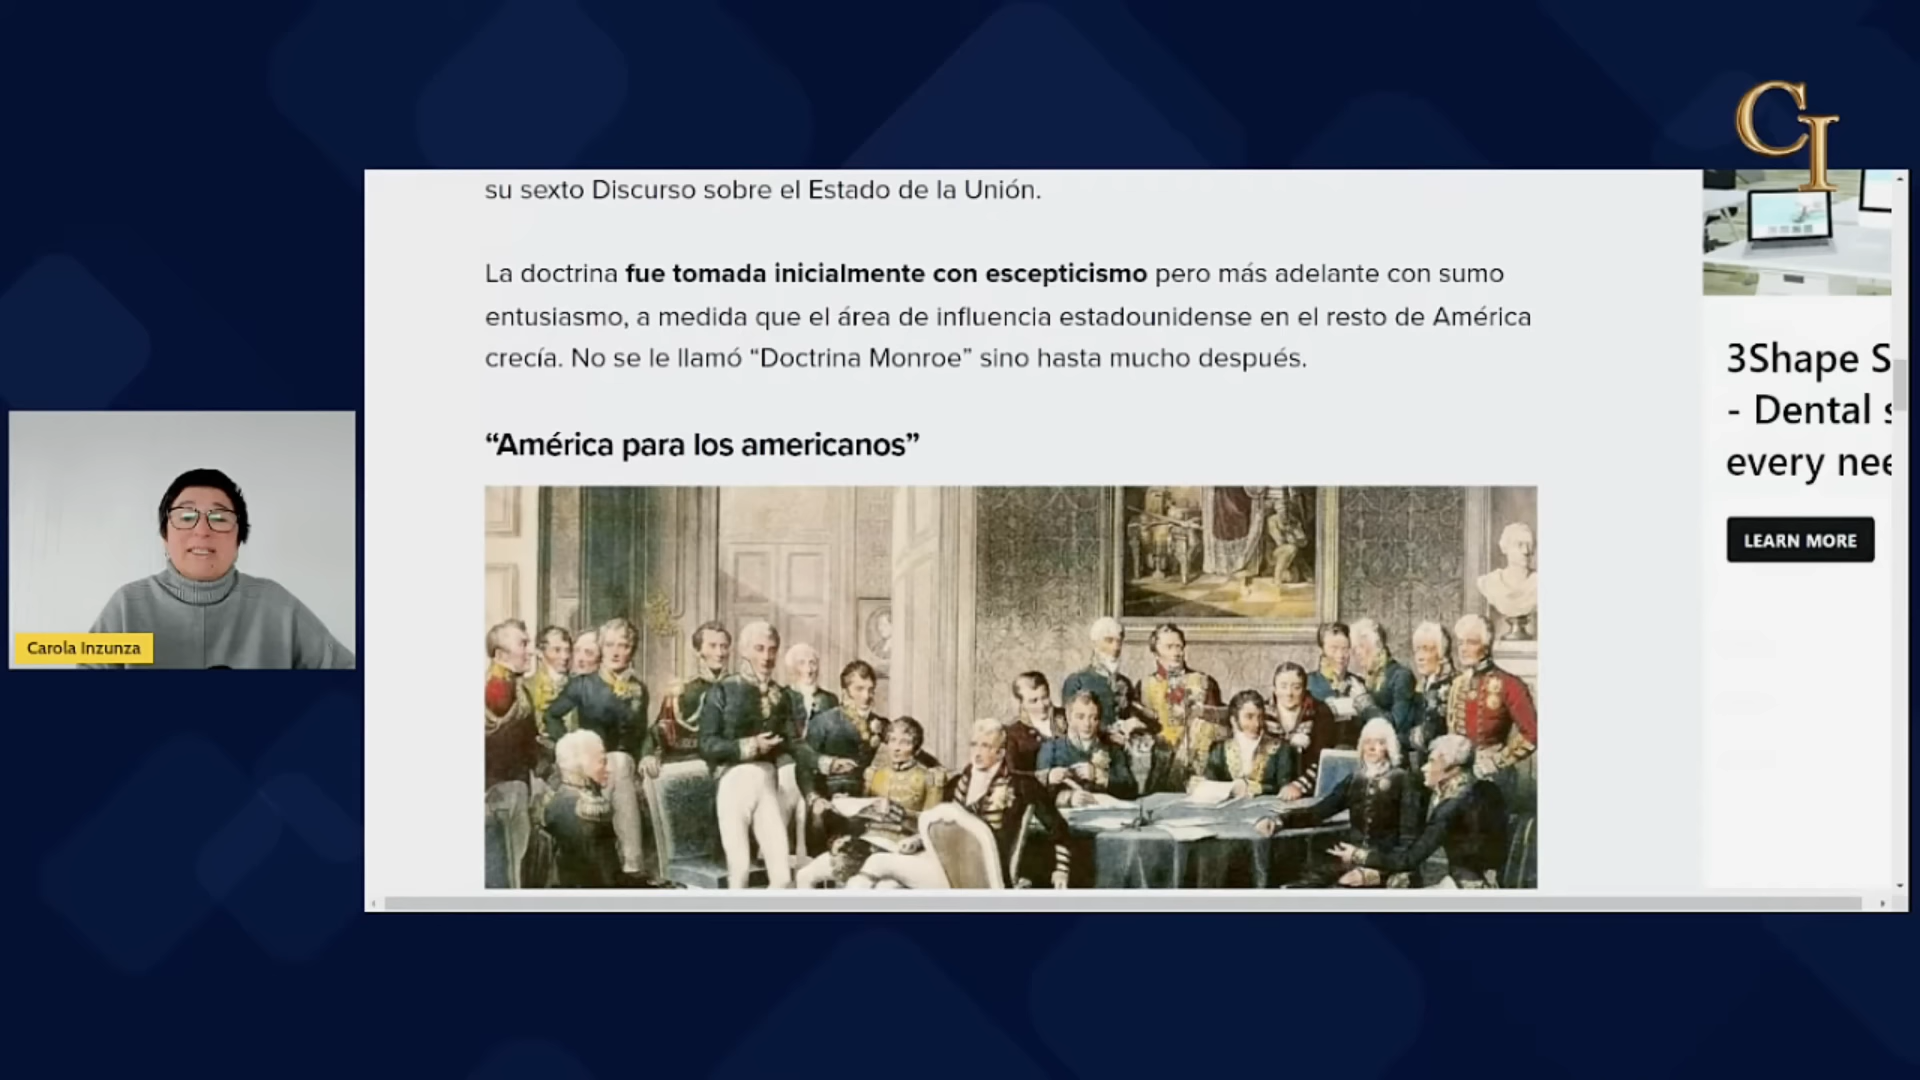 CI
su sexto Discurso sobre el Estado de la Unión.
La doctrina fue tomada inicialmente con escepticismo pero más adelante con sumo
entusiasmo, a medida que el área de influencia estadounidense en el resto de América
crecía. No se le llamó “Doctrina Monroe” sino hasta mucho después.
“América para los americanos”
Carola Inzunza
3Shape S
- Dental s
every nee
LEARN MORE